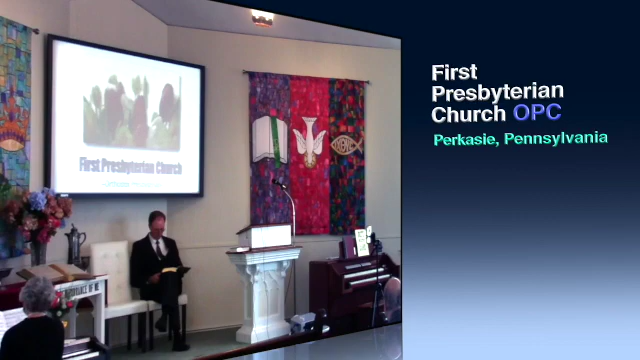 First
Presbyterian
Church OPC
Perkasie, Pennsylvania
First Presbyterian Church